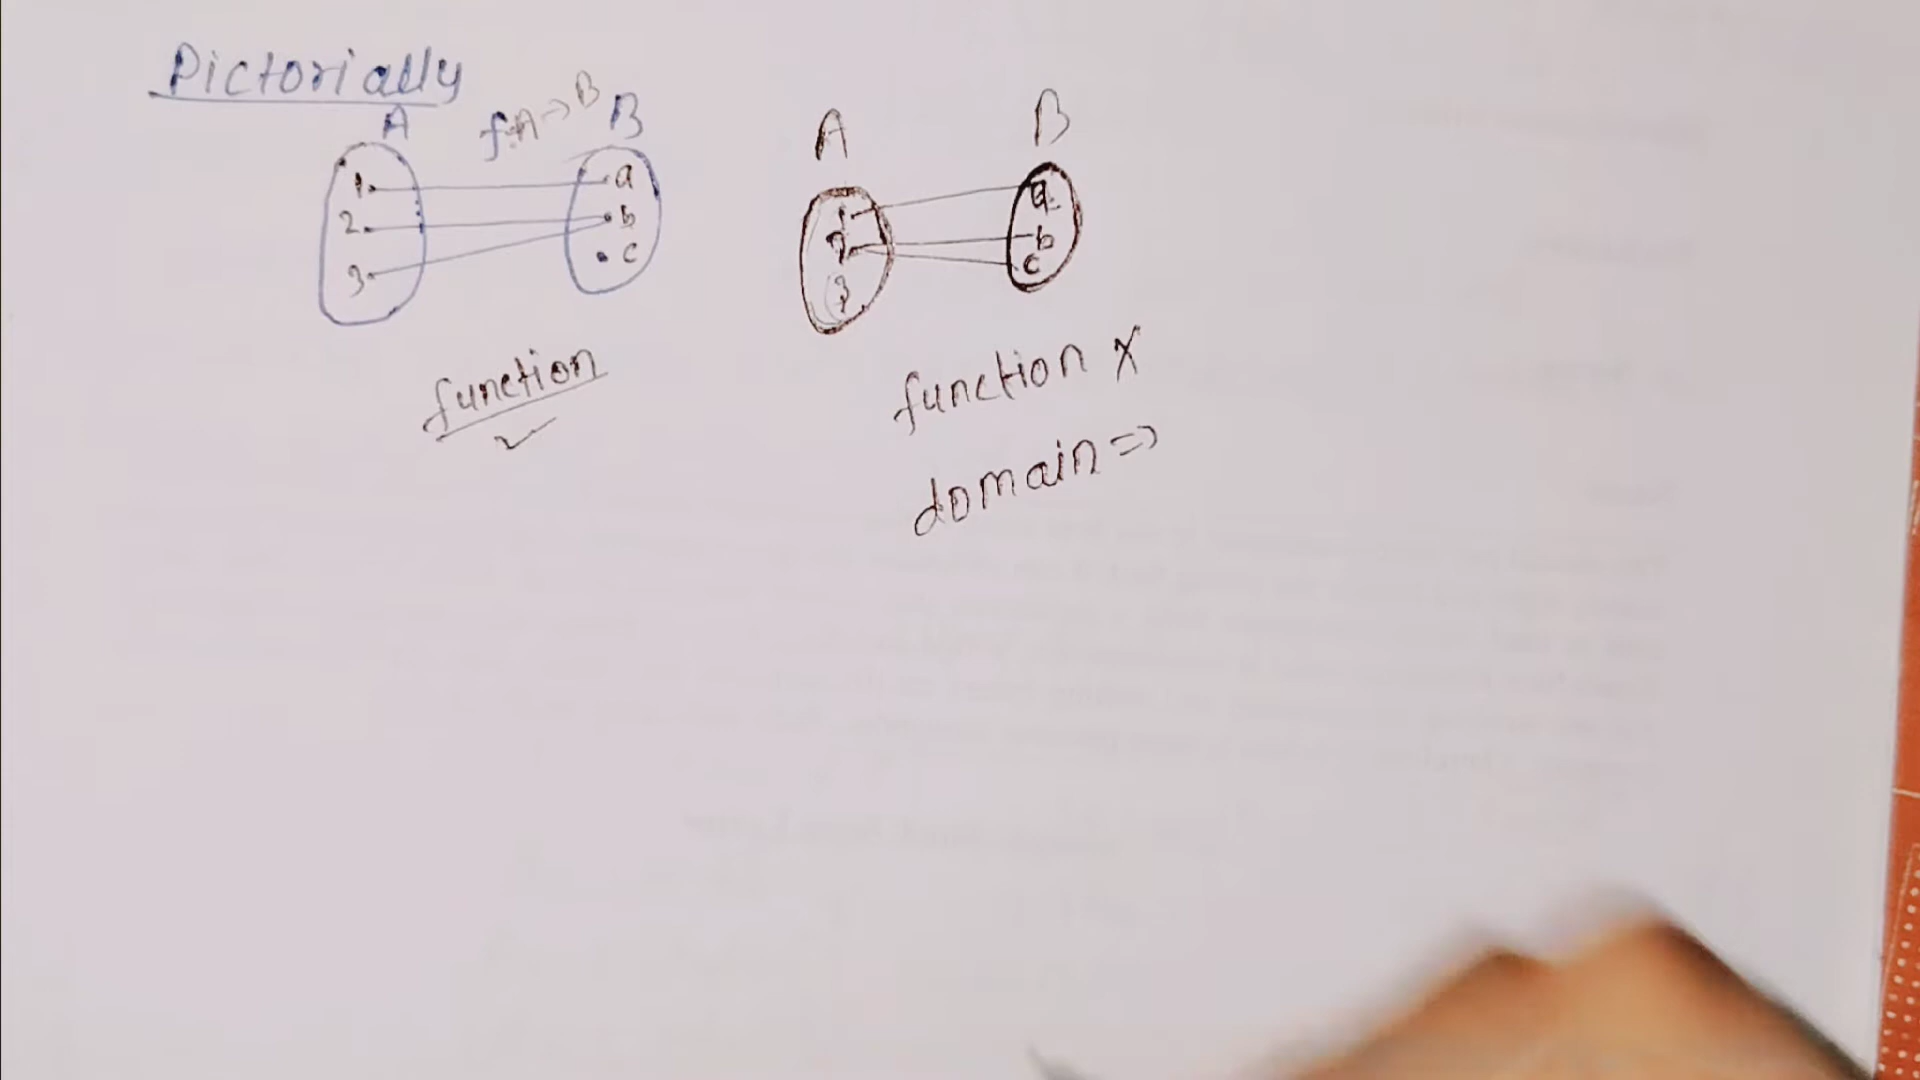 Pictorially
A f:A→B B
1. .a
2. .b
3. .c
function
A B
1 a
2 b
3 c
function x
domain =>